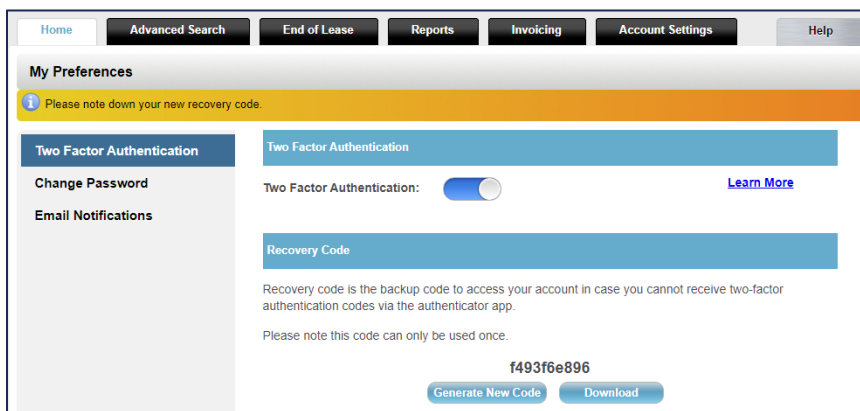 Home Advanced Search End of Lease Reports Invoicing Account Settings Help
My Preferences
Please note down your new recovery code.
Two Factor Authentication
Change Password
Email Notifications
Two Factor Authentication
Two Factor Authentication: Learn More
Recovery Code
Recovery code is the backup code to access your account in case you cannot receive two-factor
authentication codes via the authenticator app.
Please note this code can only be used once.
f493f6e896
Generate New Code Download